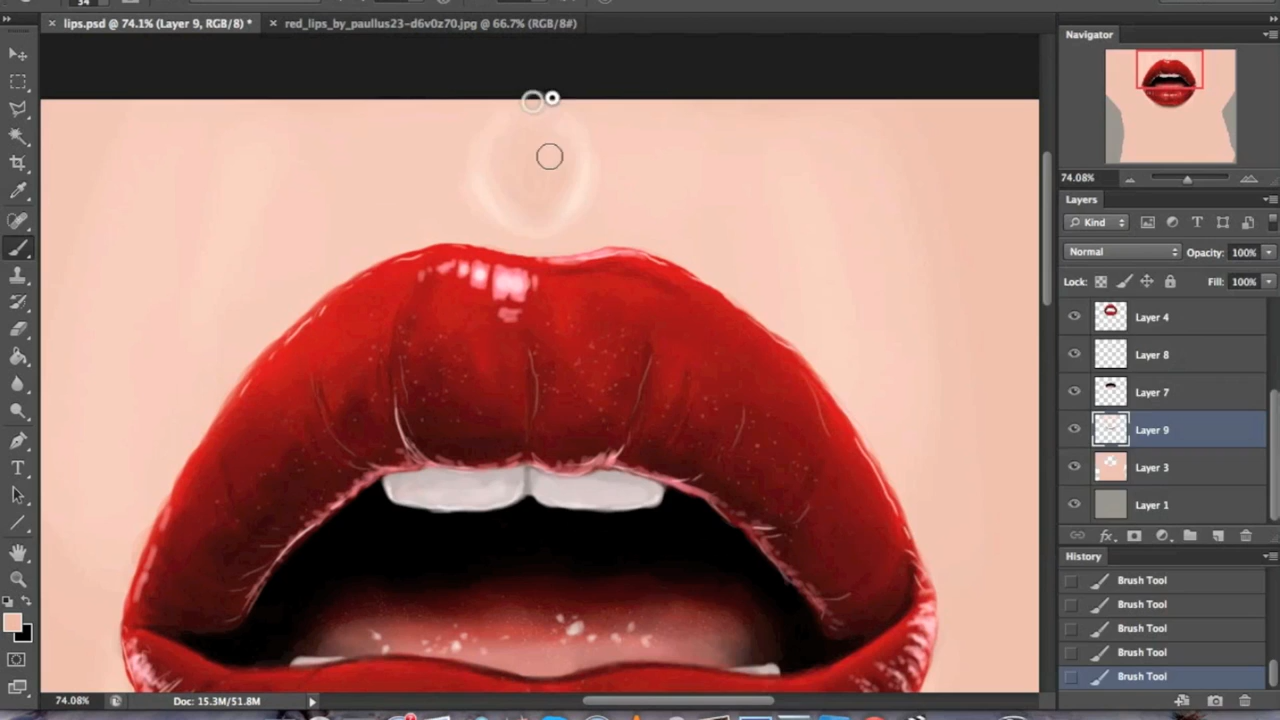 34
lips.psd @ 74.1% (Layer 9, RGB/8) *
red_lips_by_paullus23-d6v0z70.jpg @ 66.7% (RGB/8#)
Navigator
74.08%
Layers
Kind
Normal
Opacity: 100%
Lock:
Fill: 100%
Layer 4
Layer 8
Layer 7
Layer 9
Layer 3
Layer 1
fx
History
Brush Tool
Brush Tool
Brush Tool
Brush Tool
Brush Tool
74.08%
Doc: 15.3M/51.8M